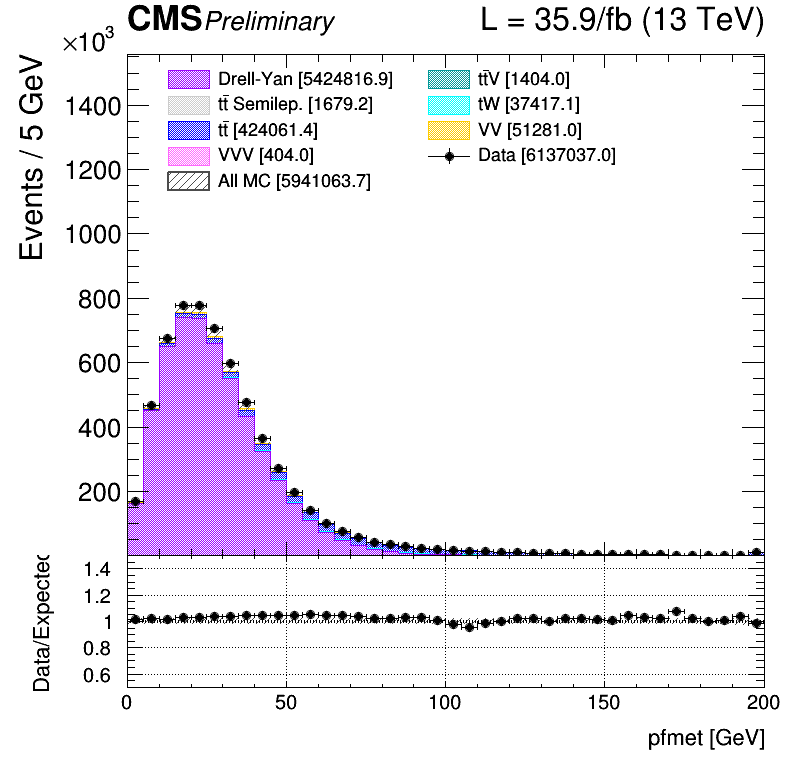 CMS Preliminary L = 35.9/fb (13 TeV)
×10³
Events / 5 GeV
Drell-Yan [5424816.9]
tt̄ Semilep. [1679.2]
tt̄ [424061.4]
VVV [404.0]
All MC [5941063.7]
tt̄V [1404.0]
tW [37417.1]
VV [51281.0]
Data [6137037.0]
1400
1200
1000
800
600
400
200
Data/Expected
1.4
1.2
1
0.8
0.6
0 50 100 150 200
pfmet [GeV]